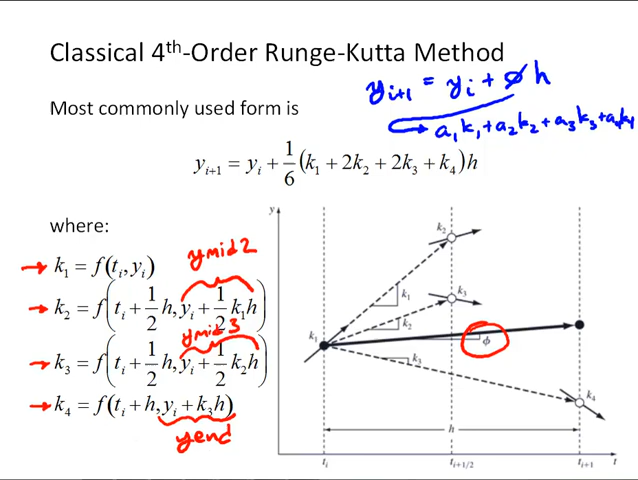 Classical 4th-Order Runge-Kutta Method
y_{i+1} = y_i + φ h
a_1k_1 + a_2k_2 + a_3k_3 + a_4k_4
Most commonly used form is
y_{i+1} = y_i + 1/6 (k_1 + 2k_2 + 2k_3 + k_4)h
where:
ymid2
k_1 = f(t_i, y_i)
k_2 = f(t_i + 1/2 h, y_i + 1/2 k_1h)
ymid3
k_3 = f(t_i + 1/2 h, y_i + 1/2 k_2h)
k_4 = f(t_i + h, y_i + k_3h)
yend
y
k_2
k_1
k_3
k_2
k_1
φ
k_3
k_4
h
t_i t_{i+1/2} t_{i+1} t